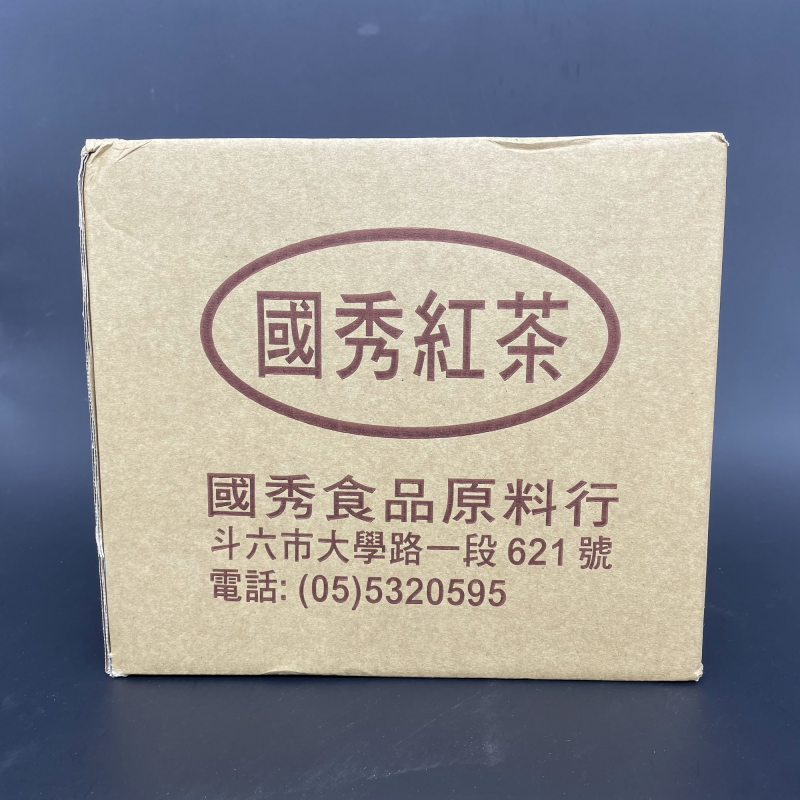 國秀紅茶
國秀食品原料行
斗六市大學路一段 621 號
電話: (05)5320595